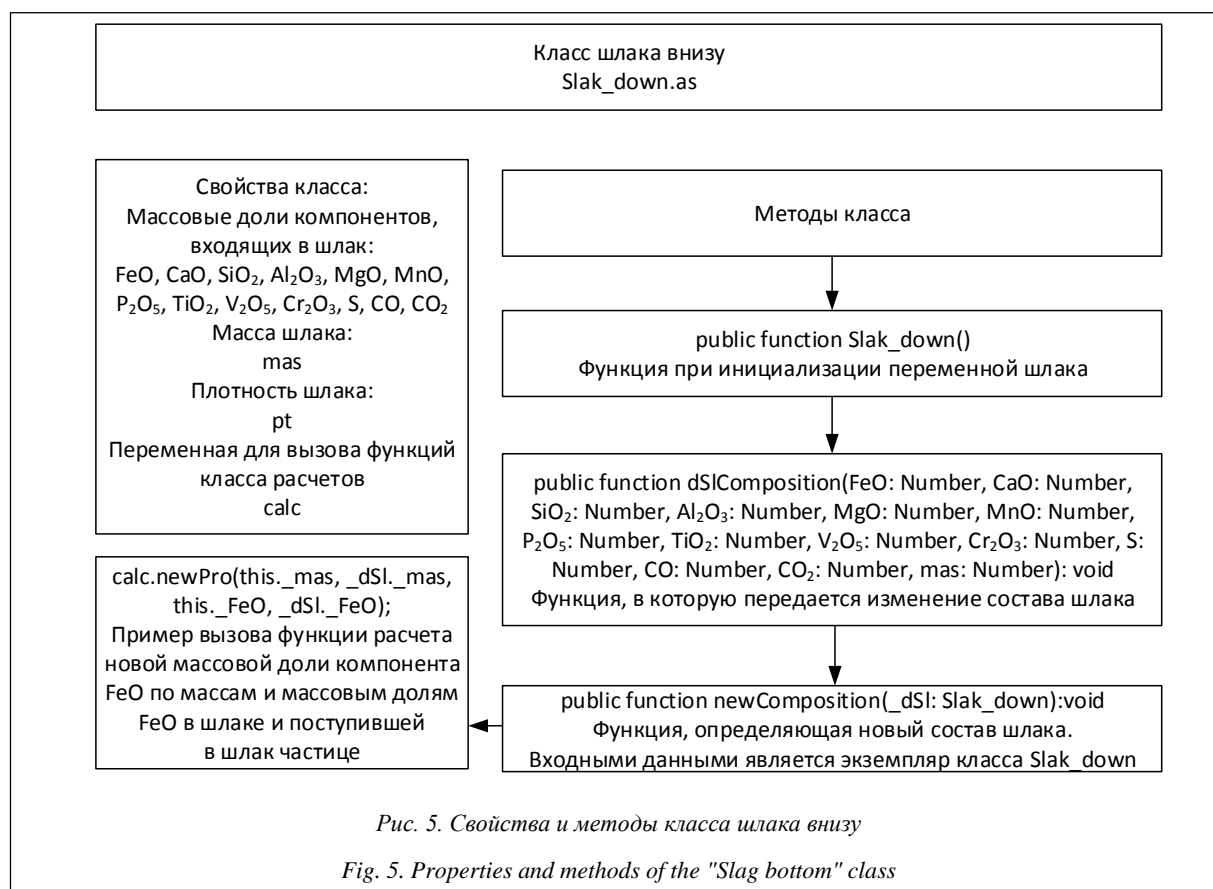 Класс шлака внизу
Slak_down.as
Свойства класса:
Массовые доли компонентов,
входящих в шлак:
FeO, CaO, SiO₂, Al₂O₃, MgO, MnO,
P₂O₅, TiO₂, V₂O₅, Cr₂O₃, S, CO, CO₂
Масса шлака:
mas
Плотность шлака:
pt
Переменная для вызова функций
класса расчетов
calc
Методы класса
public function Slak_down()
Функция при инициализации переменной шлака
public function dSlComposition(FeO: Number, CaO: Number,
SiO₂: Number, Al₂O₃: Number, MgO: Number, MnO: Number,
P₂O₅: Number, TiO₂: Number, V₂O₅: Number, Cr₂O₃: Number, S:
Number, CO: Number, CO₂: Number, mas: Number): void
Функция, в которую передается изменение состава шлака
public function newComposition(_dSl: Slak_down):void
Функция, определяющая новый состав шлака.
Входными данными является экземпляр класса Slak_down
calc.newPro(this._mas, _dSl._mas,
this._FeO, _dSl._FeO);
Пример вызова функции расчета
новой массовой доли компонента
FeO по массам и массовым долям
FeO в шлаке и поступившей
в шлак частице
Рис. 5. Свойства и методы класса шлака внизу
Fig. 5. Properties and methods of the "Slag bottom" class